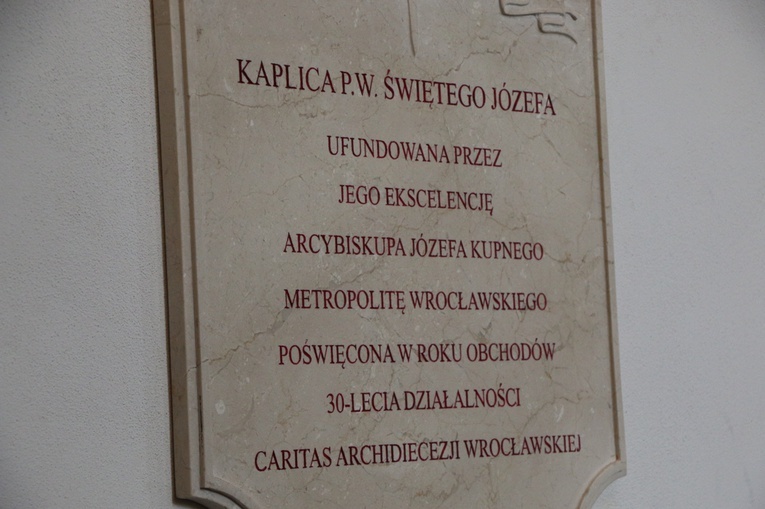 KAPLICA P.W. ŚWIĘTEGO JÓZEFA
UFUNDOWANA PRZEZ
JEGO EKSCELENCJĘ
ARCYBISKUPA JÓZEFA KUPNEGO
METROPOLITĘ WROCŁAWSKIEGO
POŚWIĘCONA W ROKU OBCHODÓW
30-LECIA DZIAŁALNOŚCI
CARITAS ARCHIDIECEZJI WROCŁAWSKIEJ